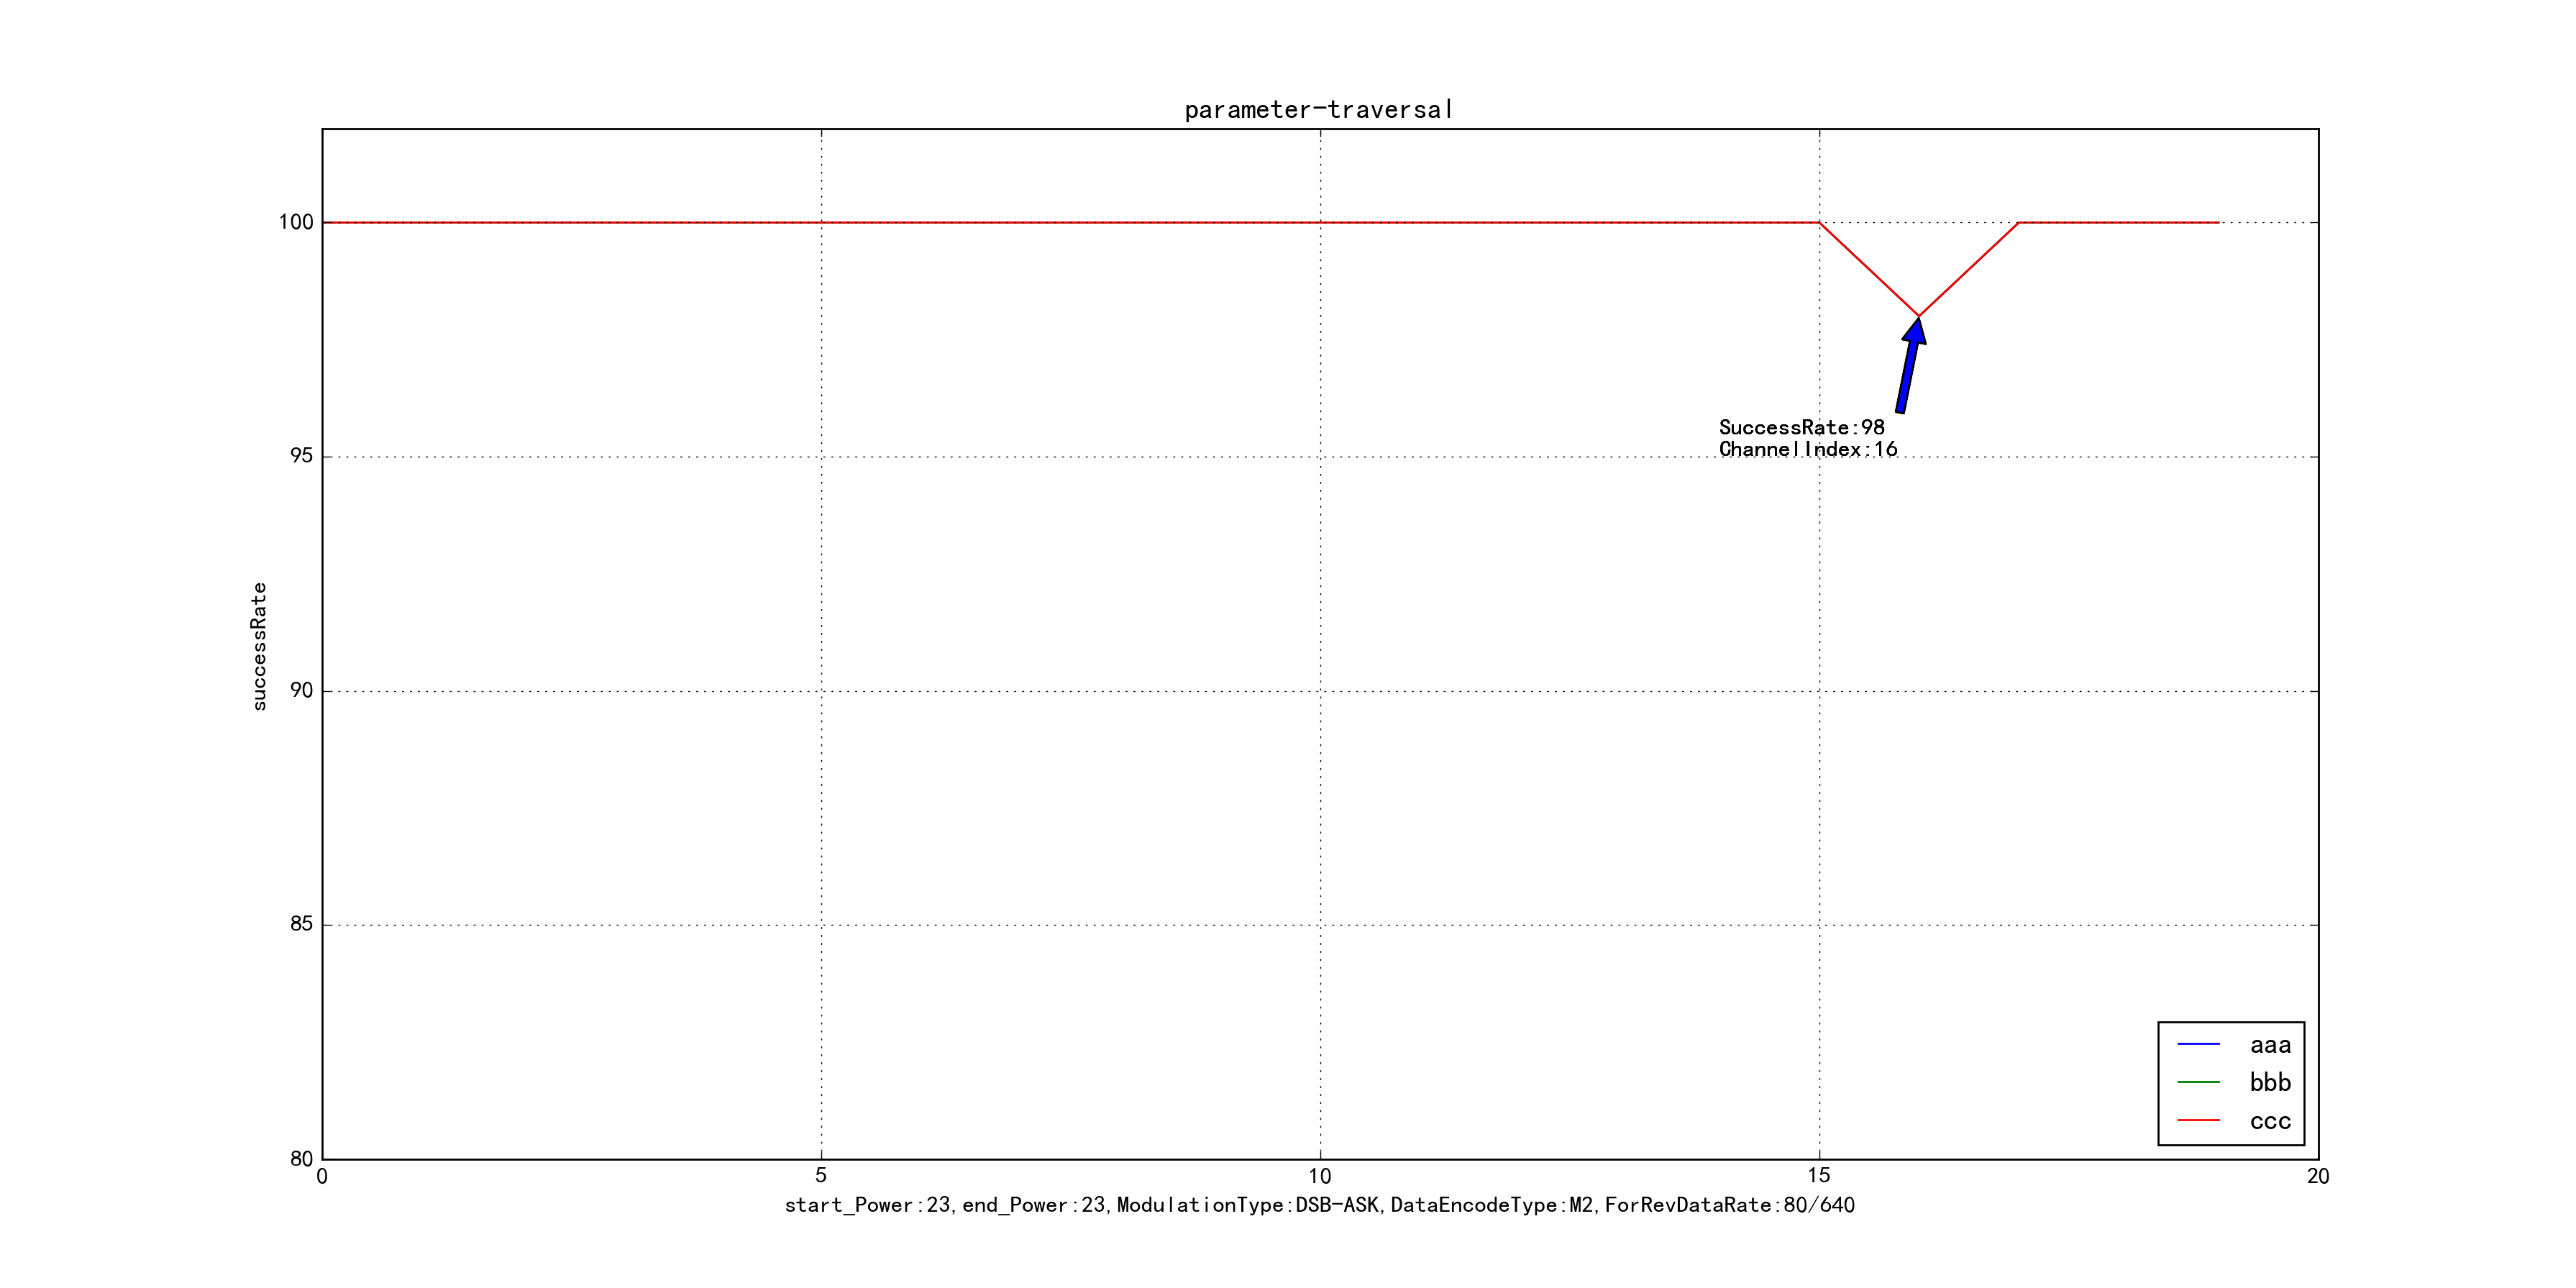 parameter-traversal
100
95
90
85
80
successRate
SuccessRate:98
ChannelIndex:16
aaa
bbb
ccc
0 5 10 15 20
start_Power:23,end_Power:23,ModulationType:DSB-ASK,DataEncodeType:M2,ForRevDataRate:80/640